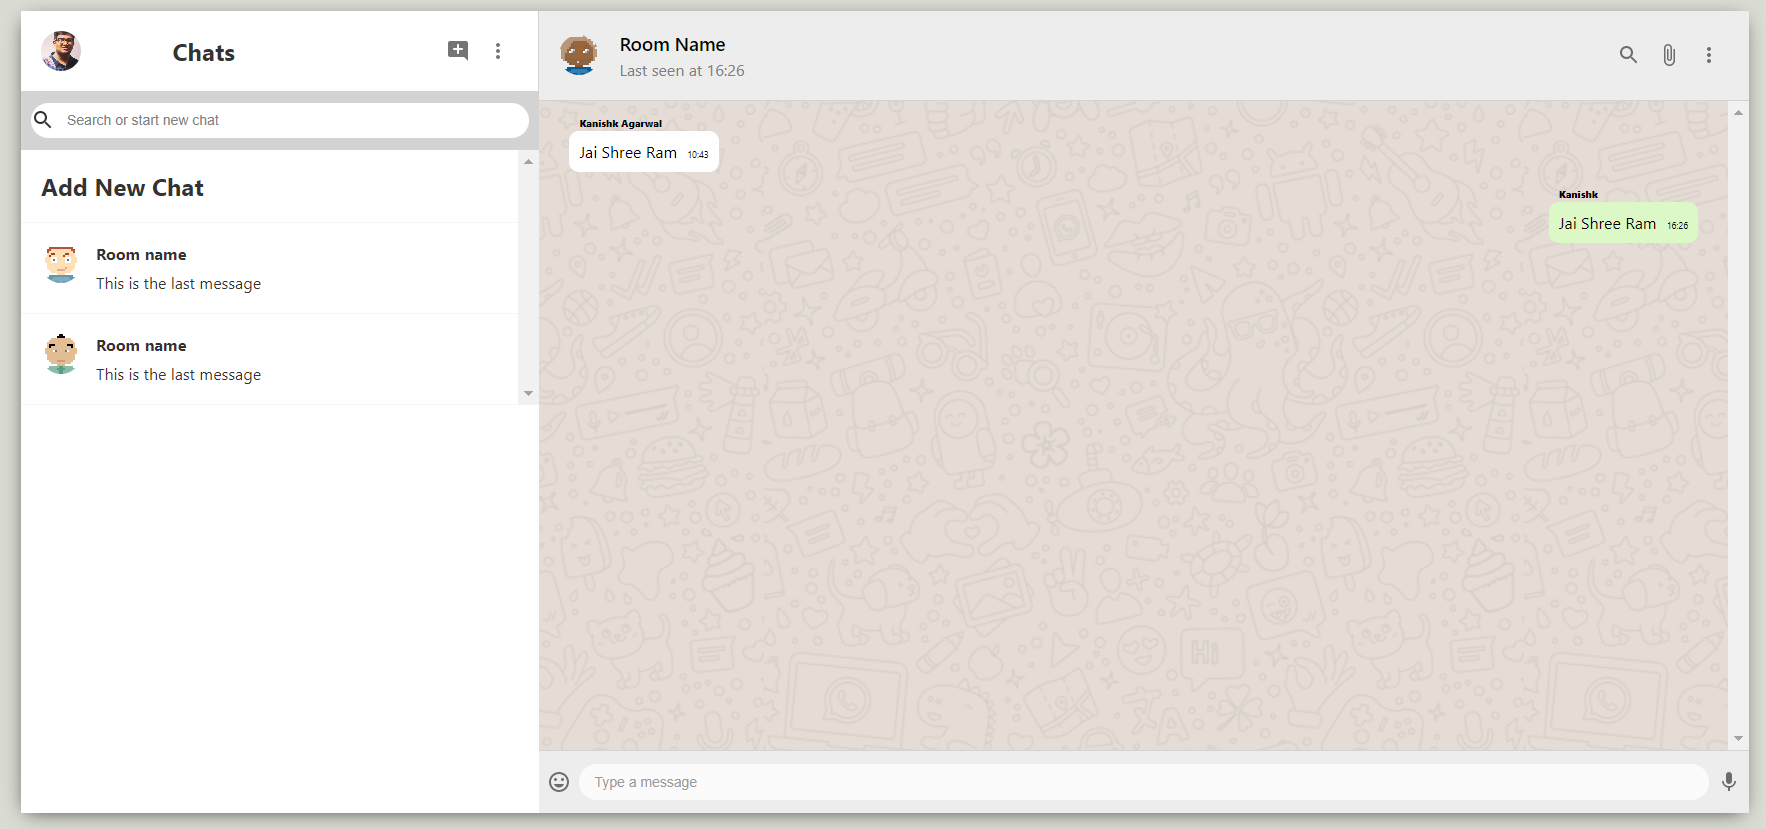 Chats
Search or start new chat
Add New Chat
Room name
This is the last message
Room name
This is the last message
Room Name
Last seen at 16:26
Kanishk Agarwal
Jai Shree Ram 10:43
Kanishk
Jai Shree Ram 16:26
Hi
Type a message